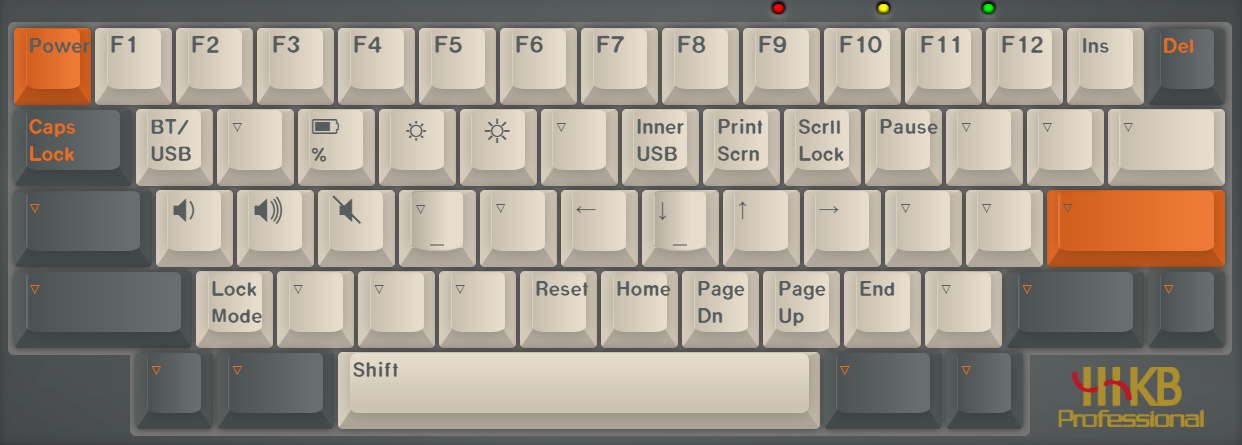 Power F1 F2 F3 F4 F5 F6 F7 F8 F9 F10 F11 F12 Ins Del
Caps BT/ Inner Print Scrll Pause
Lock USB % USB Scrn Lock
← ↓ ↑ →
Lock Reset Home Page Page End
Mode Dn Up
Shift
HHKB
Professional